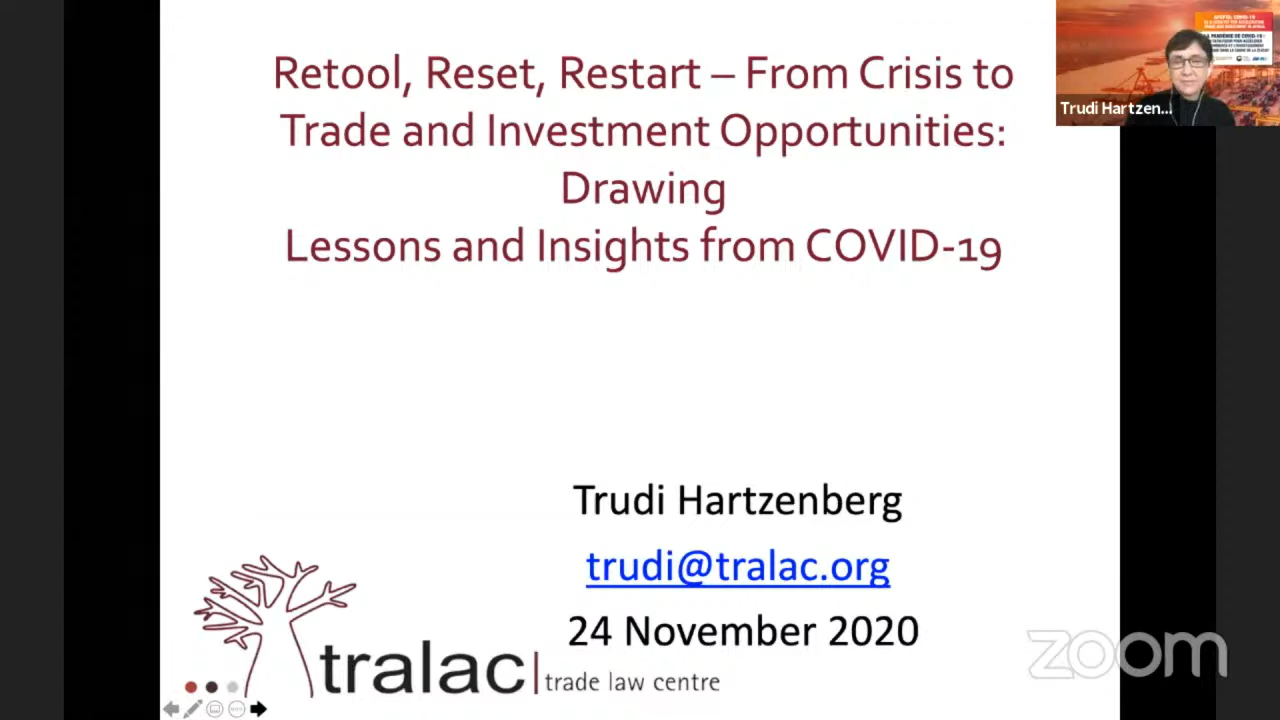 Retool, Reset, Restart – From Crisis to
Trade and Investment Opportunities:
Drawing
Lessons and Insights from COVID-19
Trudi Hartzen...
Trudi Hartzenberg
trudi@tralac.org
24 November 2020
tralac
trade law centre
zoom